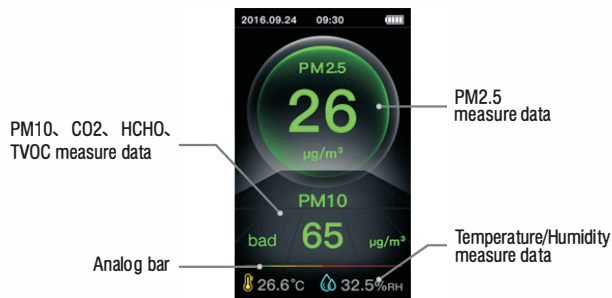 2016.09.24 09:30
PM2.5
26
µg/m³
PM2.5
measure data
PM10、 CO2、 HCHO、
TVOC measure data
PM10
bad 65 µg/m³
Temperature/Humidity
measure data
Analog bar
26.6°C 32.5%RH